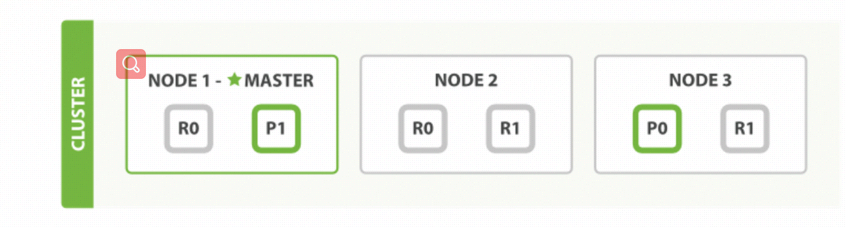 CLUSTER
NODE 1 - ★ MASTER
R0 P1
NODE 2
R0 R1
NODE 3
P0 R1